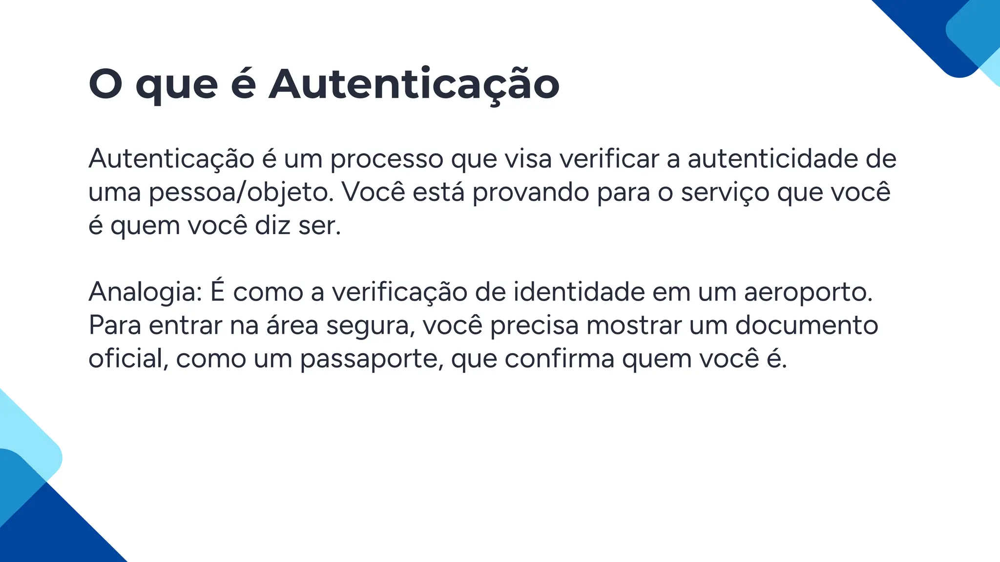 O que é Autenticação
Autenticação é um processo que visa verificar a autenticidade de
uma pessoa/objeto. Você está provando para o serviço que você
é quem você diz ser.
Analogia: É como a verificação de identidade em um aeroporto.
Para entrar na área segura, você precisa mostrar um documento
oficial, como um passaporte, que confirma quem você é.